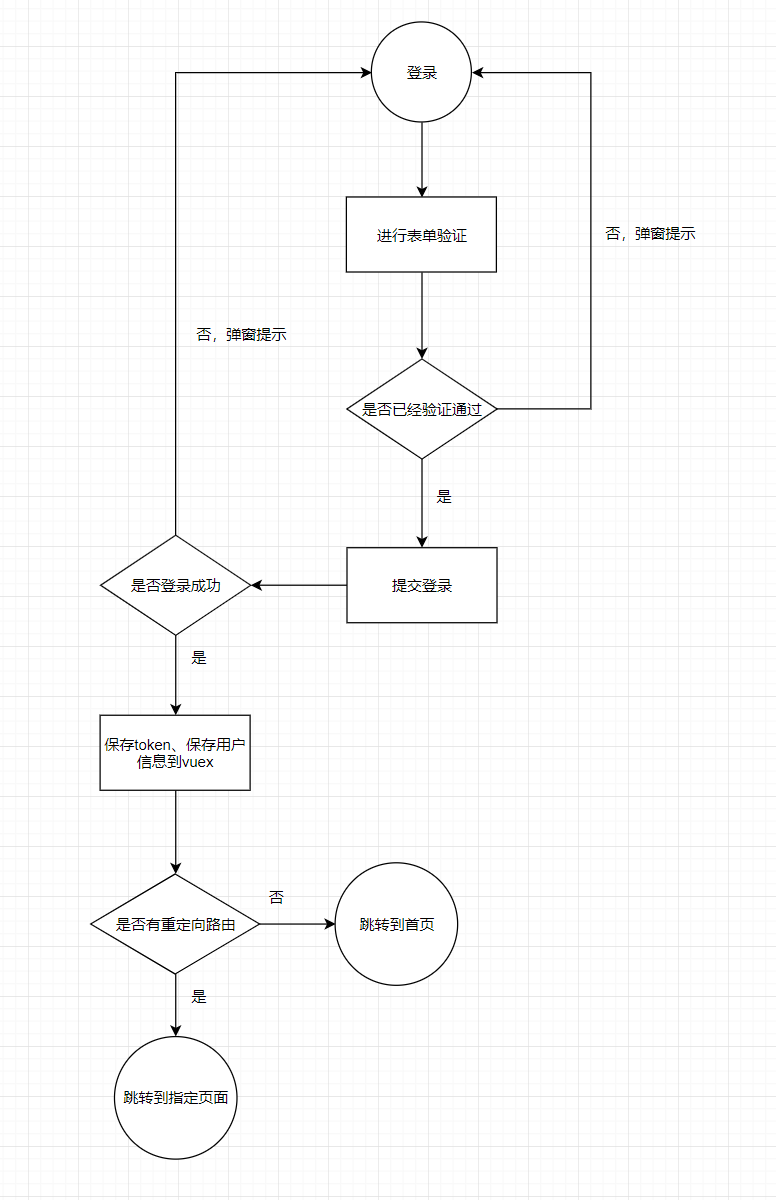 登录
进行表单验证
否，弹窗提示
否，弹窗提示
是否已经验证通过
是
是否登录成功
提交登录
是
保存token、保存用户
信息到vuex
否
是否有重定向路由
跳转到首页
是
跳转到指定页面